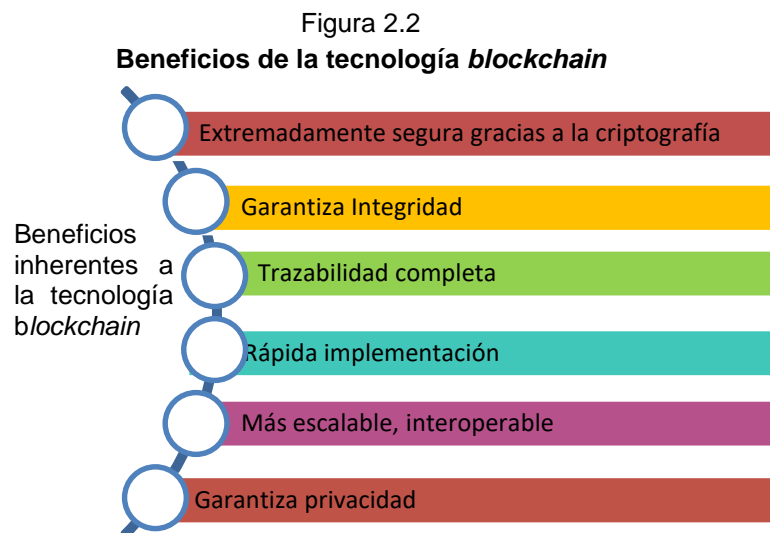 Figura 2.2
Beneficios de la tecnología blockchain
Beneficios
inherentes a
la tecnología
blockchain
Extremadamente segura gracias a la criptografía
Garantiza Integridad
Trazabilidad completa
Rápida implementación
Más escalable, interoperable
Garantiza privacidad